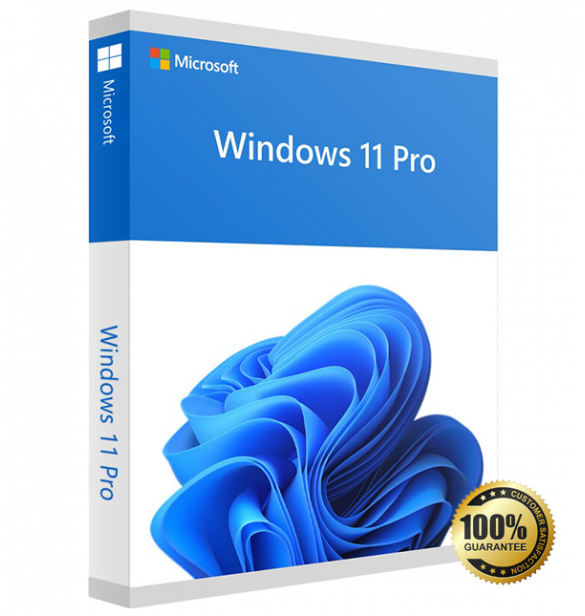 Microsoft
Windows 11 Pro
Microsoft
Windows 11 Pro
CUSTOMER SATISFACTION
100%
GUARANTEE